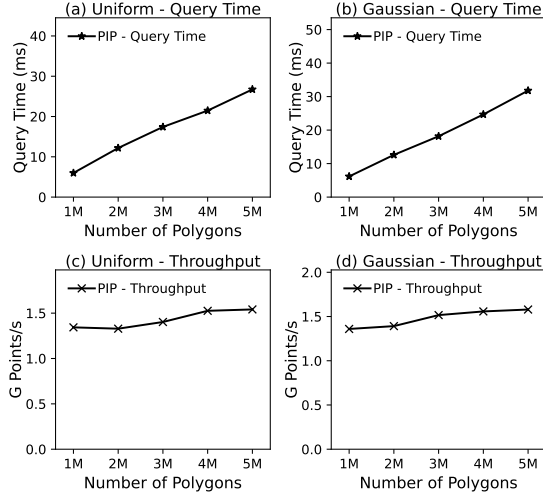 (a) Uniform - Query Time
40
30
20
10
0
Query Time (ms)
PIP - Query Time
1M 2M 3M 4M 5M
Number of Polygons
(b) Gaussian - Query Time
50
40
30
20
10
0
Query Time (ms)
PIP - Query Time
1M 2M 3M 4M 5M
Number of Polygons
(c) Uniform - Throughput
1.5
1.0
0.5
0.0
G Points/s
PIP - Throughput
1M 2M 3M 4M 5M
Number of Polygons
(d) Gaussian - Throughput
2.0
1.5
1.0
0.5
0.0
G Points/s
PIP - Throughput
1M 2M 3M 4M 5M
Number of Polygons